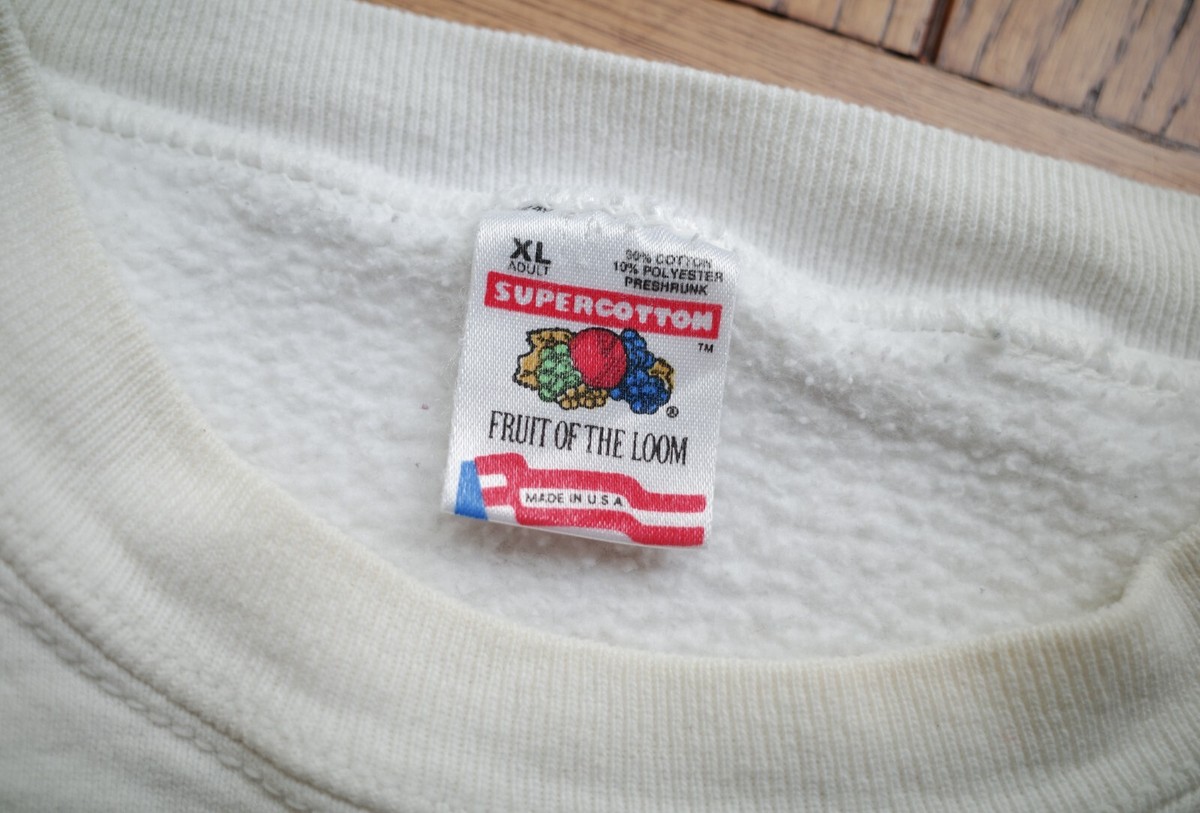 XL
ADULT
90% COTTON
10% POLYESTER
PRESHRUNK
SUPERCOTTON
TM
®
FRUIT OF THE LOOM
MADE IN U S A